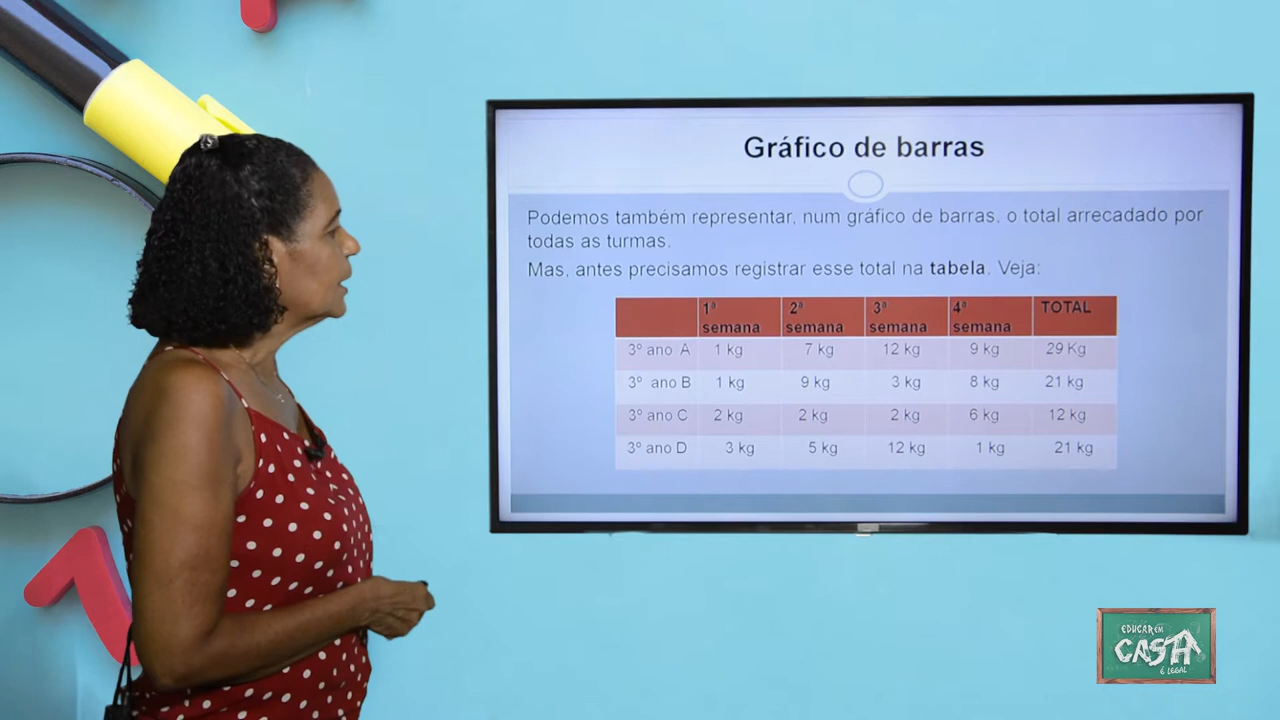 Gráfico de barras
Podemos também representar, num gráfico de barras, o total arrecadado por
todas as turmas.
Mas, antes precisamos registrar esse total na tabela. Veja:
1ª semana 2ª semana 3ª semana 4ª semana TOTAL
3º ano A 1 kg 7 kg 12 kg 9 kg 29 Kg
3º ano B 1 kg 9 kg 3 kg 8 kg 21 kg
3º ano C 2 kg 2 kg 2 kg 6 kg 12 kg
3º ano D 3 kg 5 kg 12 kg 1 kg 21 kg
EDUCAR EM
CASA
É LEGAL